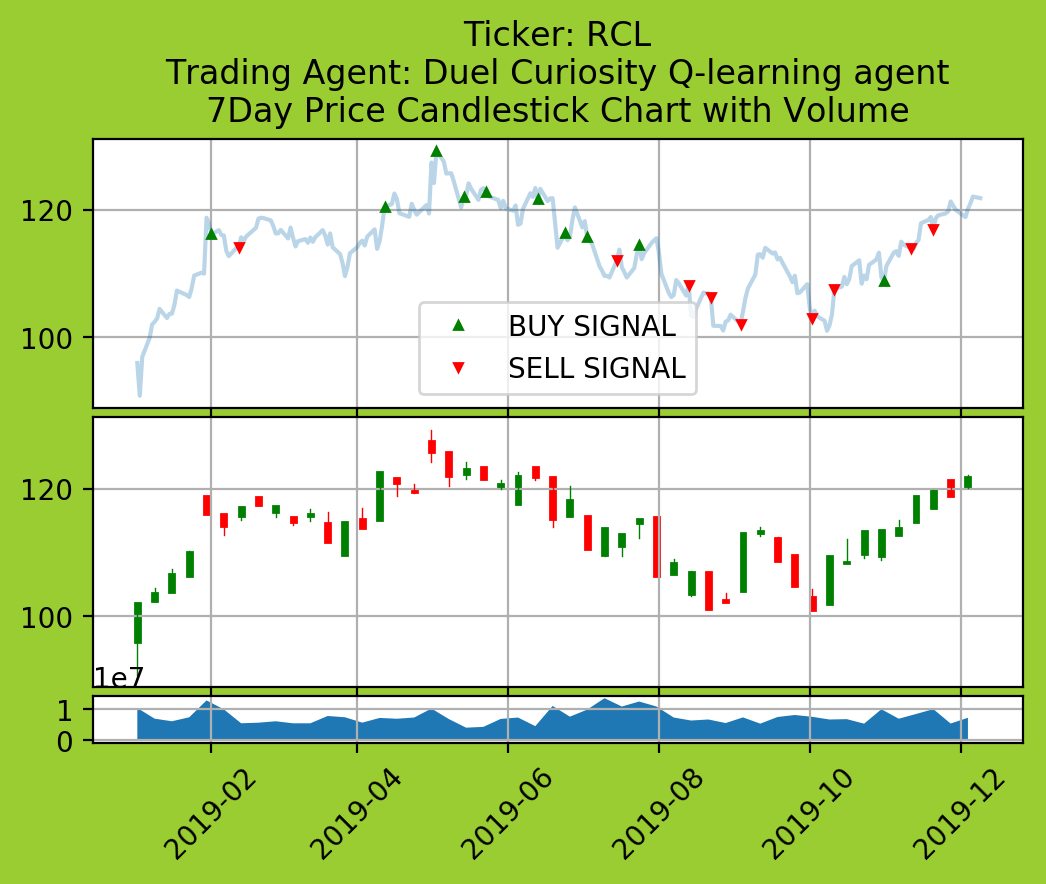 Ticker: RCL
Trading Agent: Duel Curiosity Q-learning agent
7Day Price Candlestick Chart with Volume
120
100
BUY SIGNAL
SELL SIGNAL
120
100
1e7
1
0
2019-02
2019-04
2019-06
2019-08
2019-10
2019-12